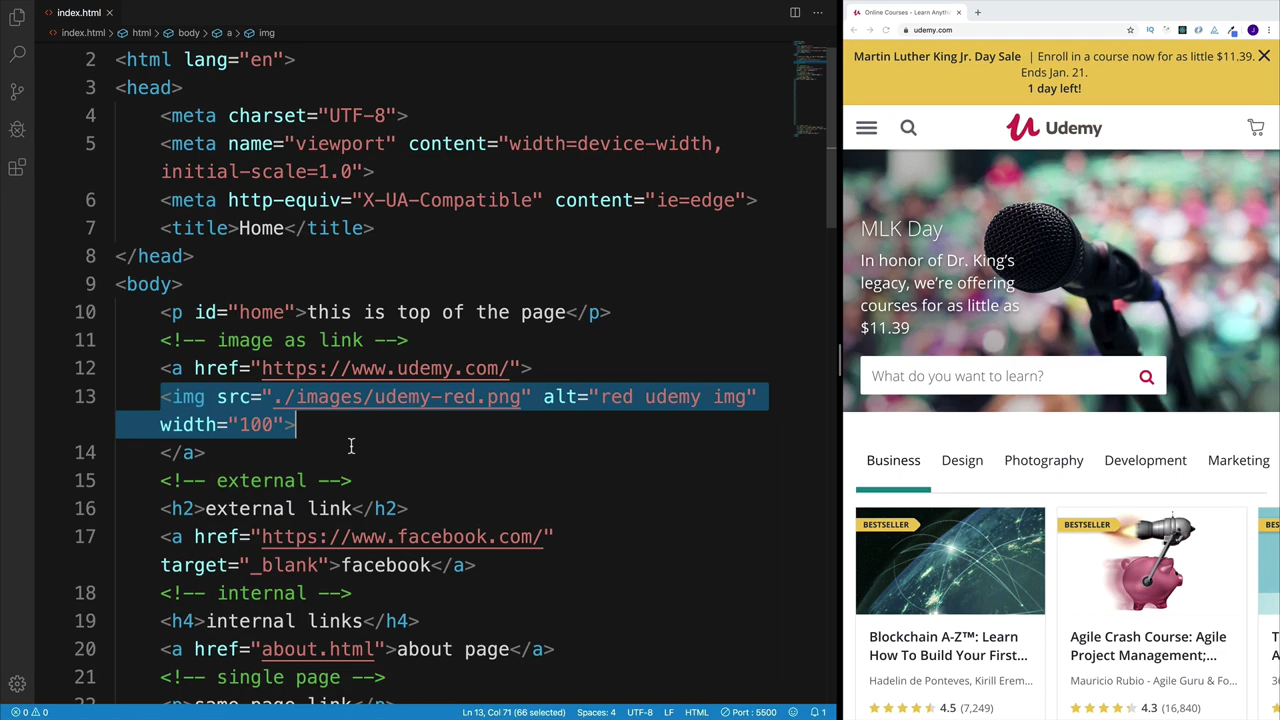 index.html
index.html html body a img
2 <html lang="en">
3 <head>
4 <meta charset="UTF-8">
5 <meta name="viewport" content="width=device-width,
initial-scale=1.0">
6 <meta http-equiv="X-UA-Compatible" content="ie=edge">
7 <title>Home</title>
8 </head>
9 <body>
10 <p id="home">this is top of the page</p>
11 <!-- image as link -->
12 <a href="https://www.udemy.com/">
13 <img src="./images/udemy-red.png" alt="red udemy img"
width="100">
14 </a>
15 <!-- external -->
16 <h2>external link</h2>
17 <a href="https://www.facebook.com/"
target="_blank">facebook</a>
18 <!-- internal -->
19 <h4>internal links</h4>
20 <a href="about.html">about page</a>
21 <!-- single page -->
0 0
Ln 13, Col 71 (66 selected) Spaces: 4 UTF-8 LF HTML Port : 5500 1
Online Courses - Learn Anythi
udemy.com
Martin Luther King Jr. Day Sale | Enroll in a course now for as little $11.39.
Ends Jan. 21.
1 day left!
Udemy
MLK Day
In honor of Dr. King's
legacy, we're offering
courses for as little as
$11.39
What do you want to learn?
Business Design Photography Development Marketing
BESTSELLER BESTSELLER
Blockchain A-Z™: Learn
How To Build Your First...
Hadelin de Ponteves, Kirill Erem...
4.5 (7,249)
Agile Crash Course: Agile
Project Management;...
Mauricio Rubio - Agile Guru & Fo...
4.3 (16,840)